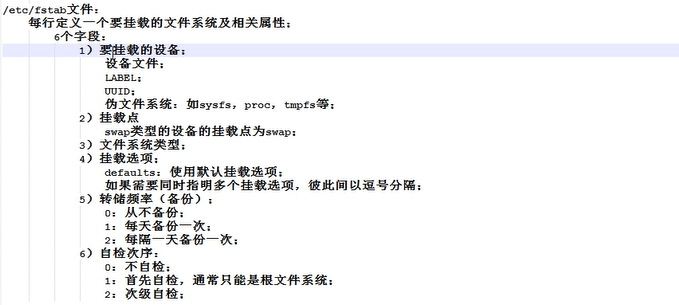 /etc/fstab文件：
每行定义一个要挂载的文件系统及相关属性；
6个字段：
1）要挂载的设备；
设备文件；
LABEL；
UUID；
伪文件系统：如sysfs，proc，tmpfs等；
2）挂载点
swap类型的设备的挂载点为swap；
3）文件系统类型；
4）挂载选项；
defaults：使用默认挂载选项；
如果需要同时指明多个挂载选项，彼此间以逗号分隔；
5）转储频率（备份）；
0：从不备份；
1：每天备份一次；
2：每隔一天备份一次；
6）自检次序：
0：不自检；
1：首先自检，通常只能是根文件系统；
2：次级自检；